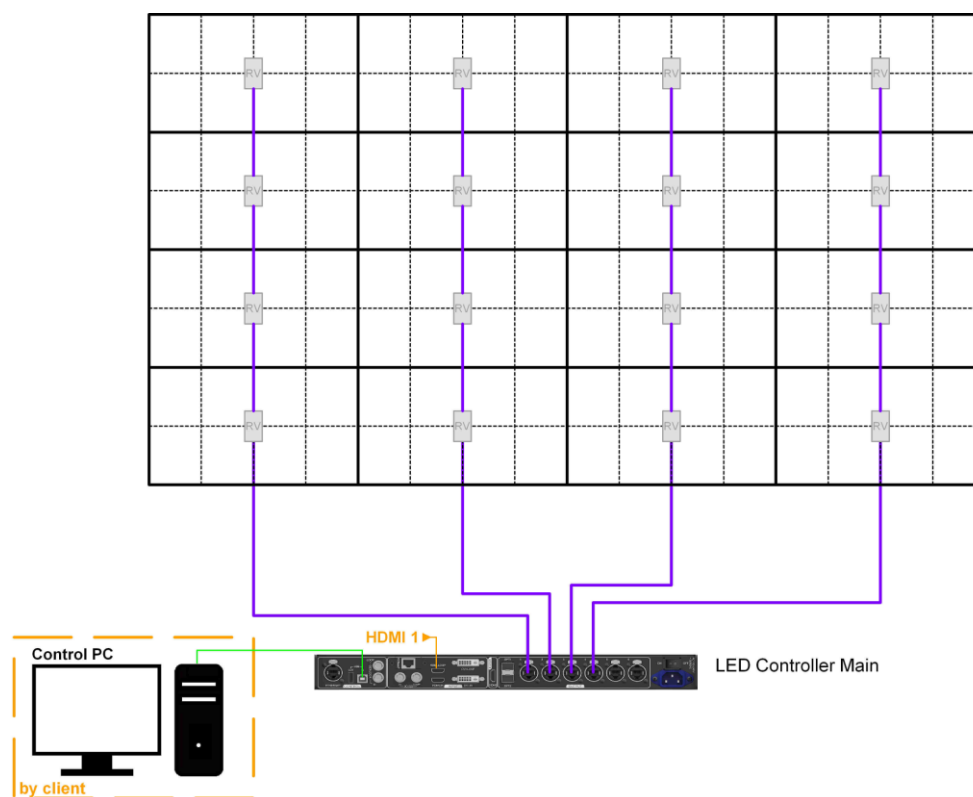 RV RV RV RV
RV RV RV RV
RV RV RV RV
RV RV RV RV
HDMI 1
Control PC
LED Controller Main
by client